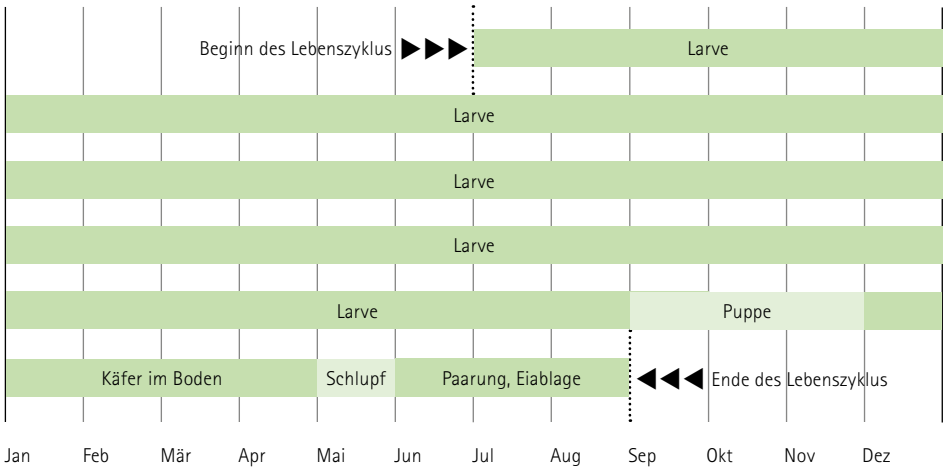 Beginn des Lebenszyklus ▶▶▶ Larve
Larve
Larve
Larve
Larve Puppe
Käfer im Boden Schlupf Paarung, Eiablage ◀◀◀ Ende des Lebenszyklus
Jan Feb Mär Apr Mai Jun Jul Aug Sep Okt Nov Dez